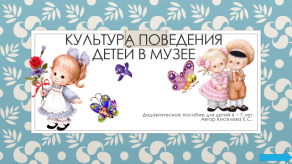 КУЛЬТУРА ПОВЕДЕНИЯ
ДЕТЕЙ В МУЗЕЕ
Дидактическое пособие для детей 6 – 7 лет
Автор Киселева Е.С.